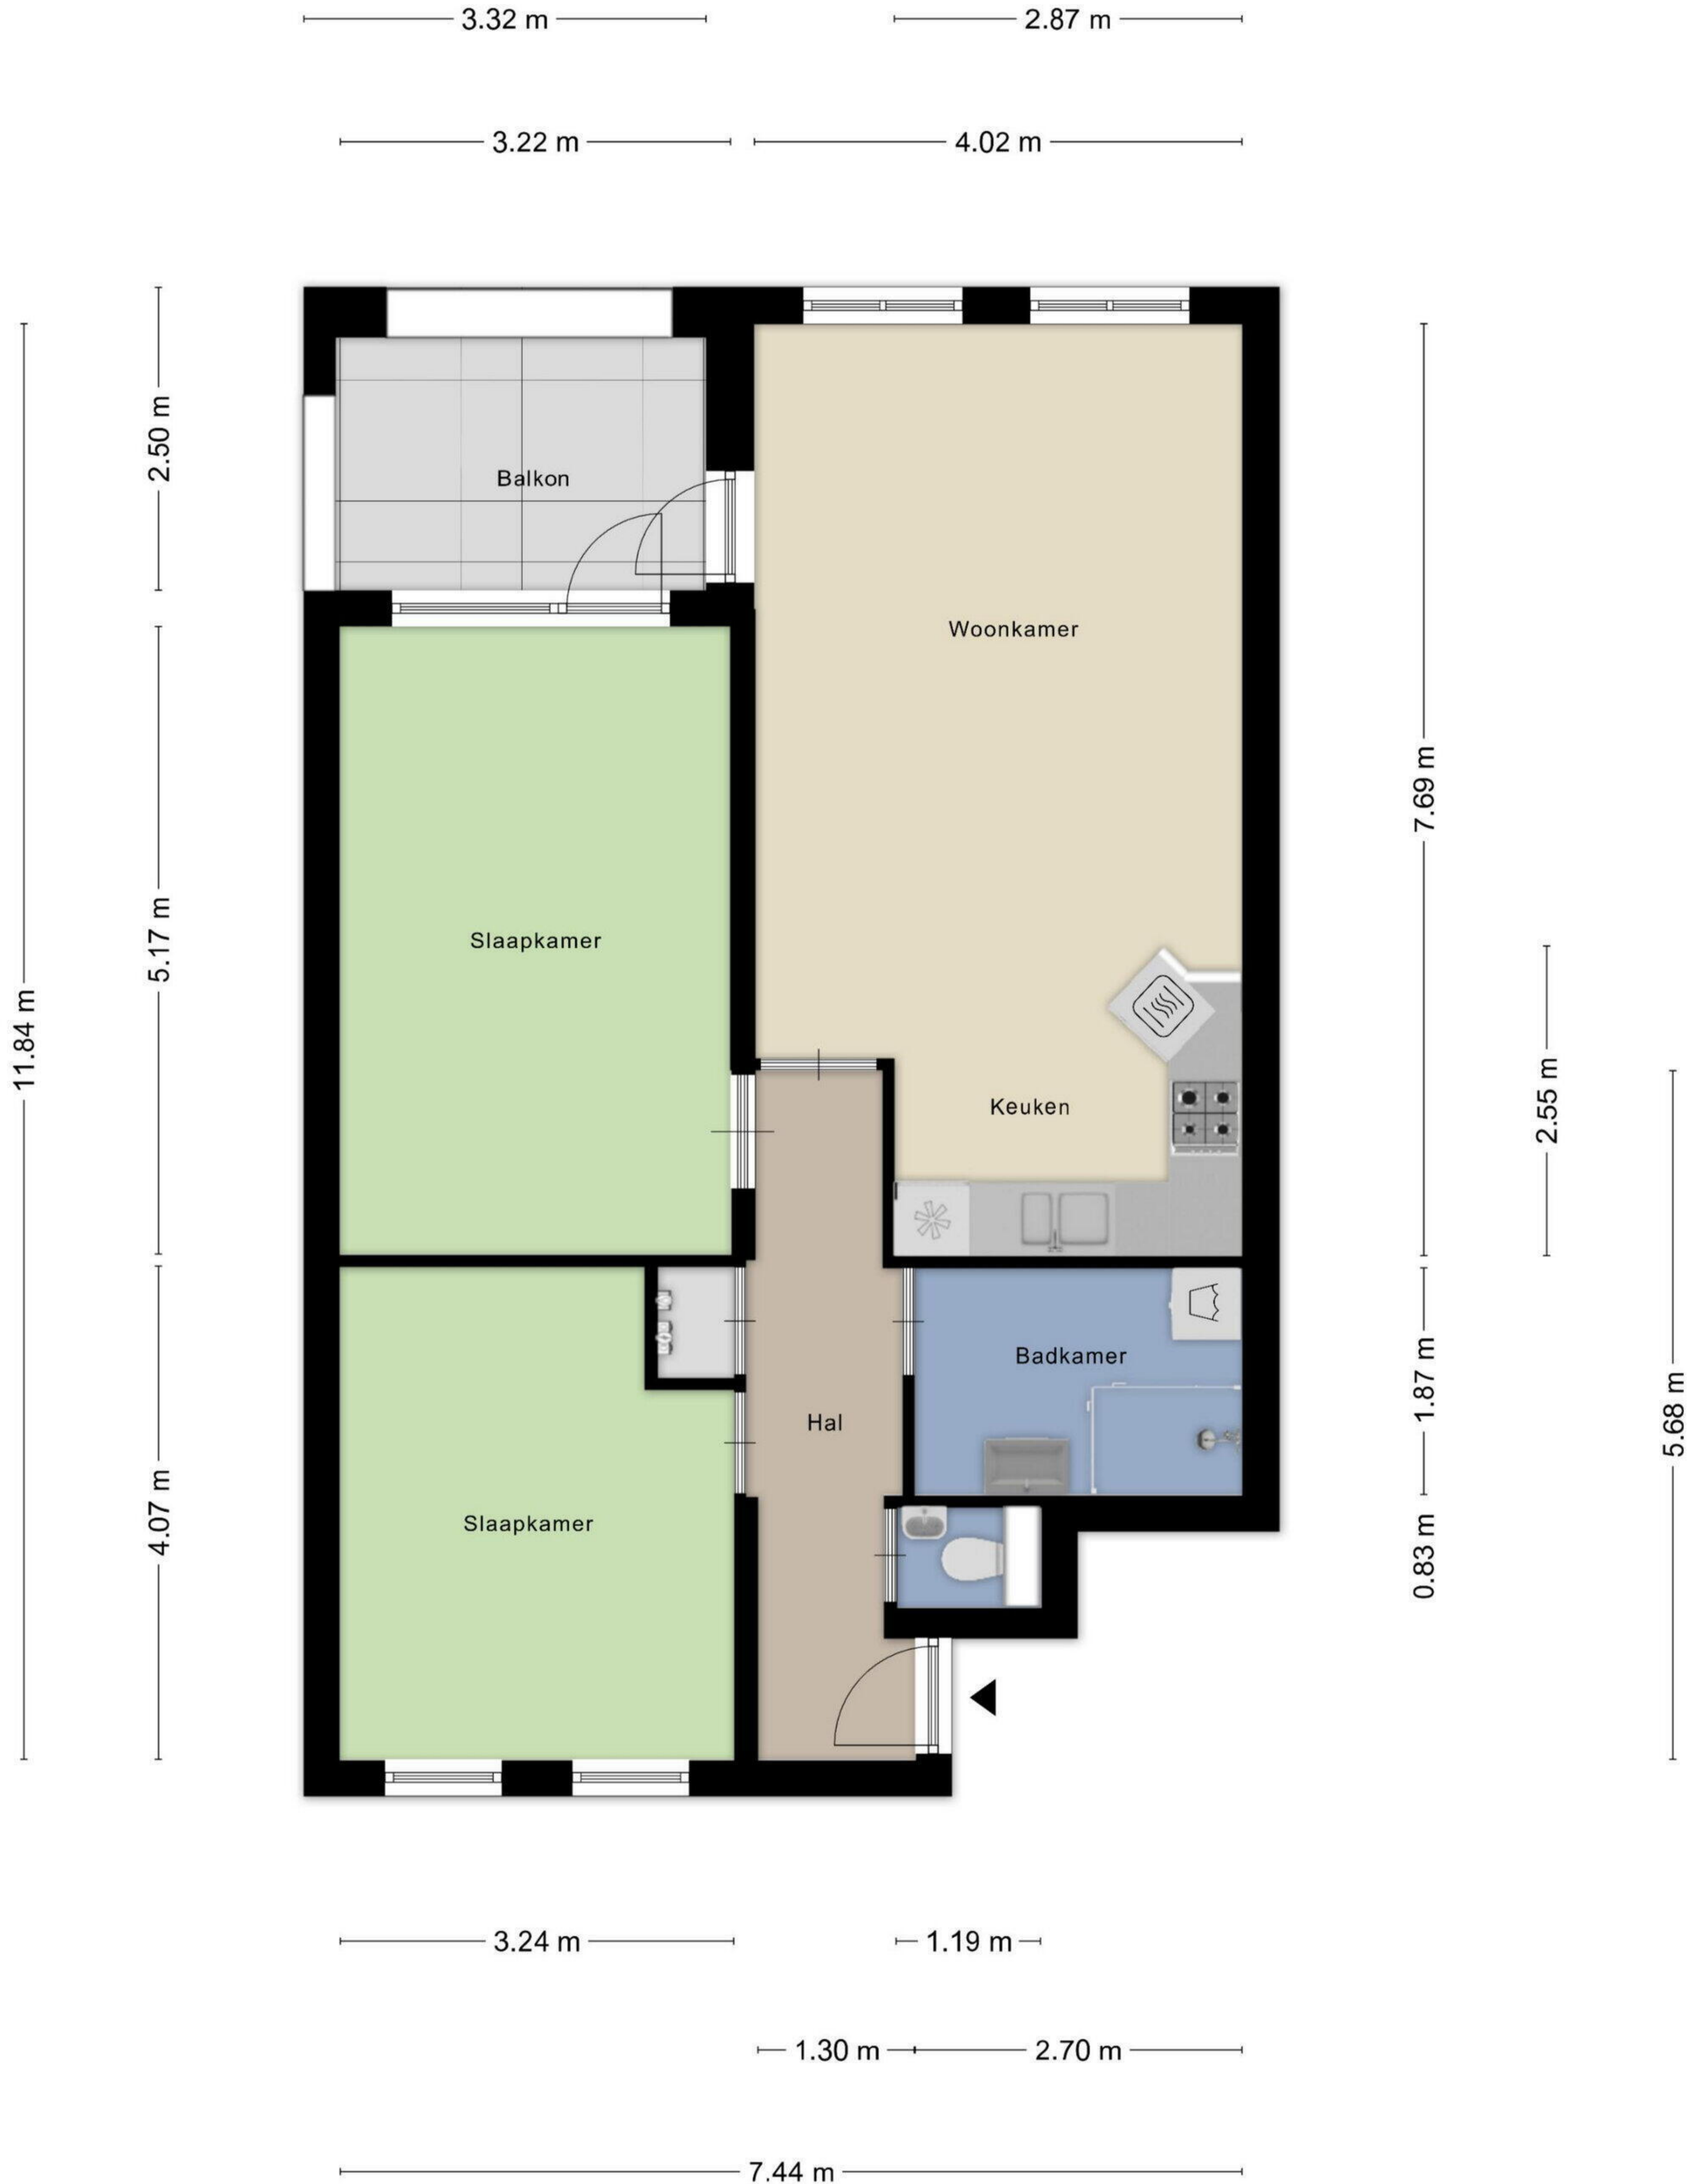 3.32 m
2.87 m
3.22 m
4.02 m
2.50 m
Balkon
Woonkamer
7.69 m
Slaapkamer
5.17 m
11.84 m
Keuken
2.55 m
Badkamer
1.87 m
Hal
5.68 m
Slaapkamer
4.07 m
0.83 m
3.24 m
1.19 m
1.30 m
2.70 m
7.44 m